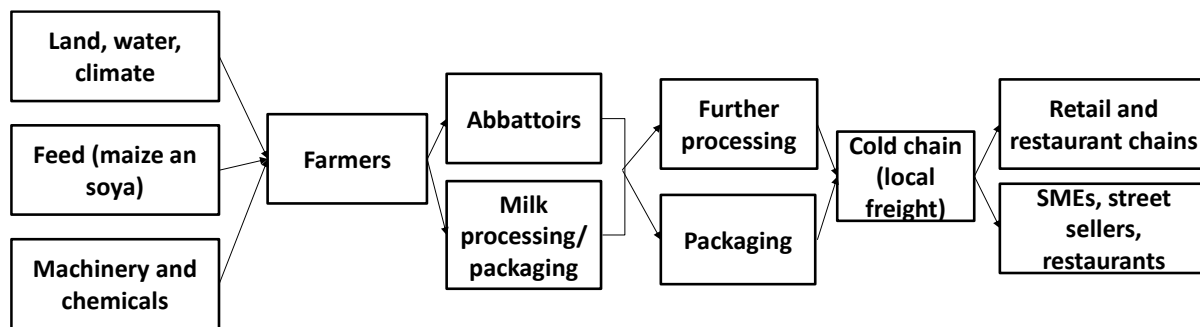 Land, water,
climate
Feed (maize an
soya)
Machinery and
chemicals
Farmers
Abbattoirs
Milk
processing/
packaging
Further
processing
Packaging
Cold chain
(local
freight)
Retail and
restaurant chains
SMEs, street
sellers,
restaurants